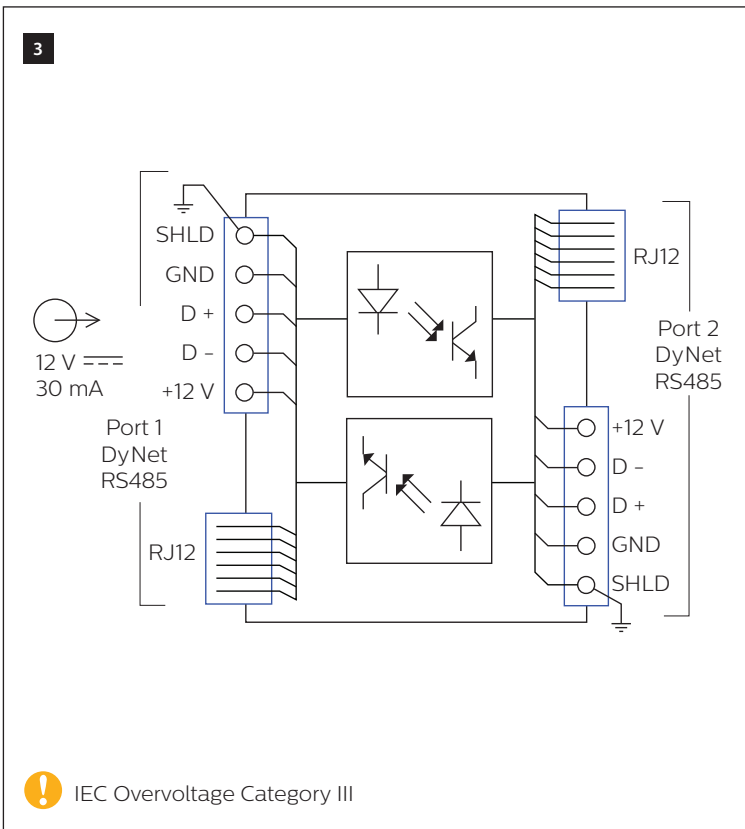 3
SHLD
GND
D +
D -
+12 V
12 V
30 mA
Port 1
DyNet
RS485
RJ12
RJ12
Port 2
DyNet
RS485
+12 V
D -
D +
GND
SHLD
! IEC Overvoltage Category III